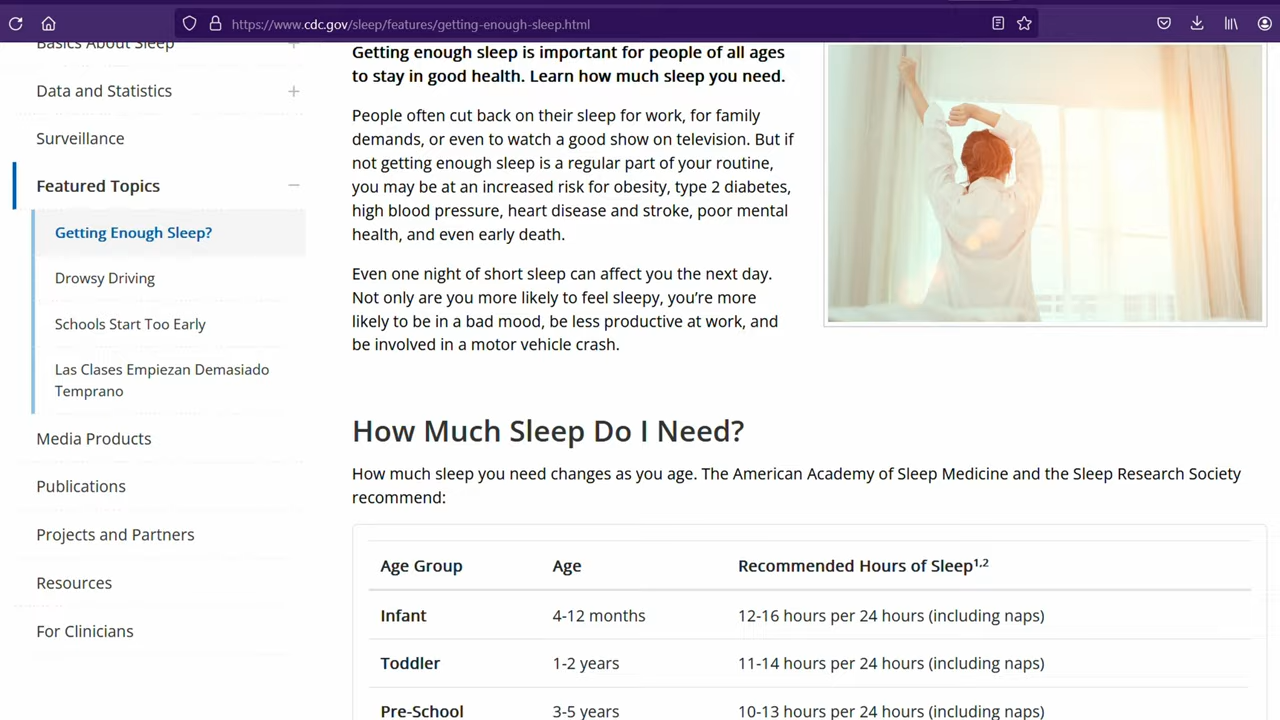 https://www.cdc.gov/sleep/features/getting-enough-sleep.html
Basics About Sleep
Data and Statistics
Surveillance
Featured Topics
Getting Enough Sleep?
Drowsy Driving
Schools Start Too Early
Las Clases Empiezan Demasiado
Temprano
Media Products
Publications
Projects and Partners
Resources
For Clinicians
Getting enough sleep is important for people of all ages
to stay in good health. Learn how much sleep you need.
People often cut back on their sleep for work, for family
demands, or even to watch a good show on television. But if
not getting enough sleep is a regular part of your routine,
you may be at an increased risk for obesity, type 2 diabetes,
high blood pressure, heart disease and stroke, poor mental
health, and even early death.
Even one night of short sleep can affect you the next day.
Not only are you more likely to feel sleepy, you’re more
likely to be in a bad mood, be less productive at work, and
be involved in a motor vehicle crash.
How Much Sleep Do I Need?
How much sleep you need changes as you age. The American Academy of Sleep Medicine and the Sleep Research Society
recommend:
Age Group Age Recommended Hours of Sleep1,2
Infant 4-12 months 12-16 hours per 24 hours (including naps)
Toddler 1-2 years 11-14 hours per 24 hours (including naps)
Pre-School 3-5 years 10-13 hours per 24 hours (including naps)